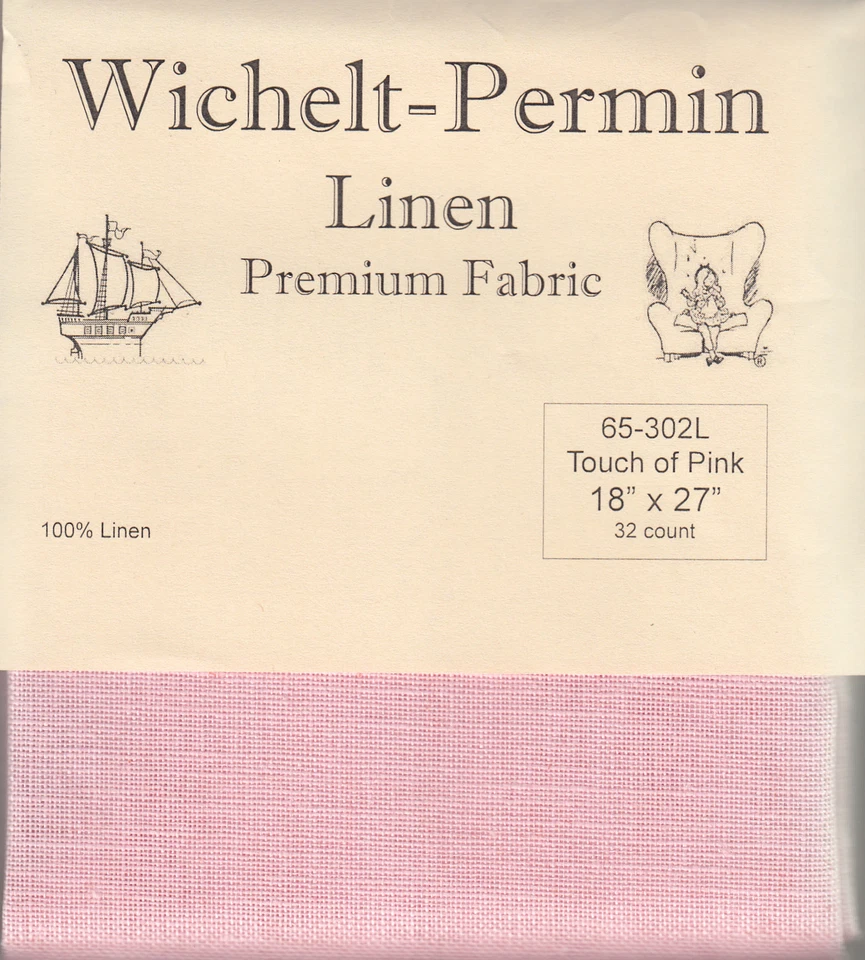 Wichelt-Permin
Linen
Premium Fabric
65-302L
Touch of Pink
18” x 27”
32 count
100% Linen
®